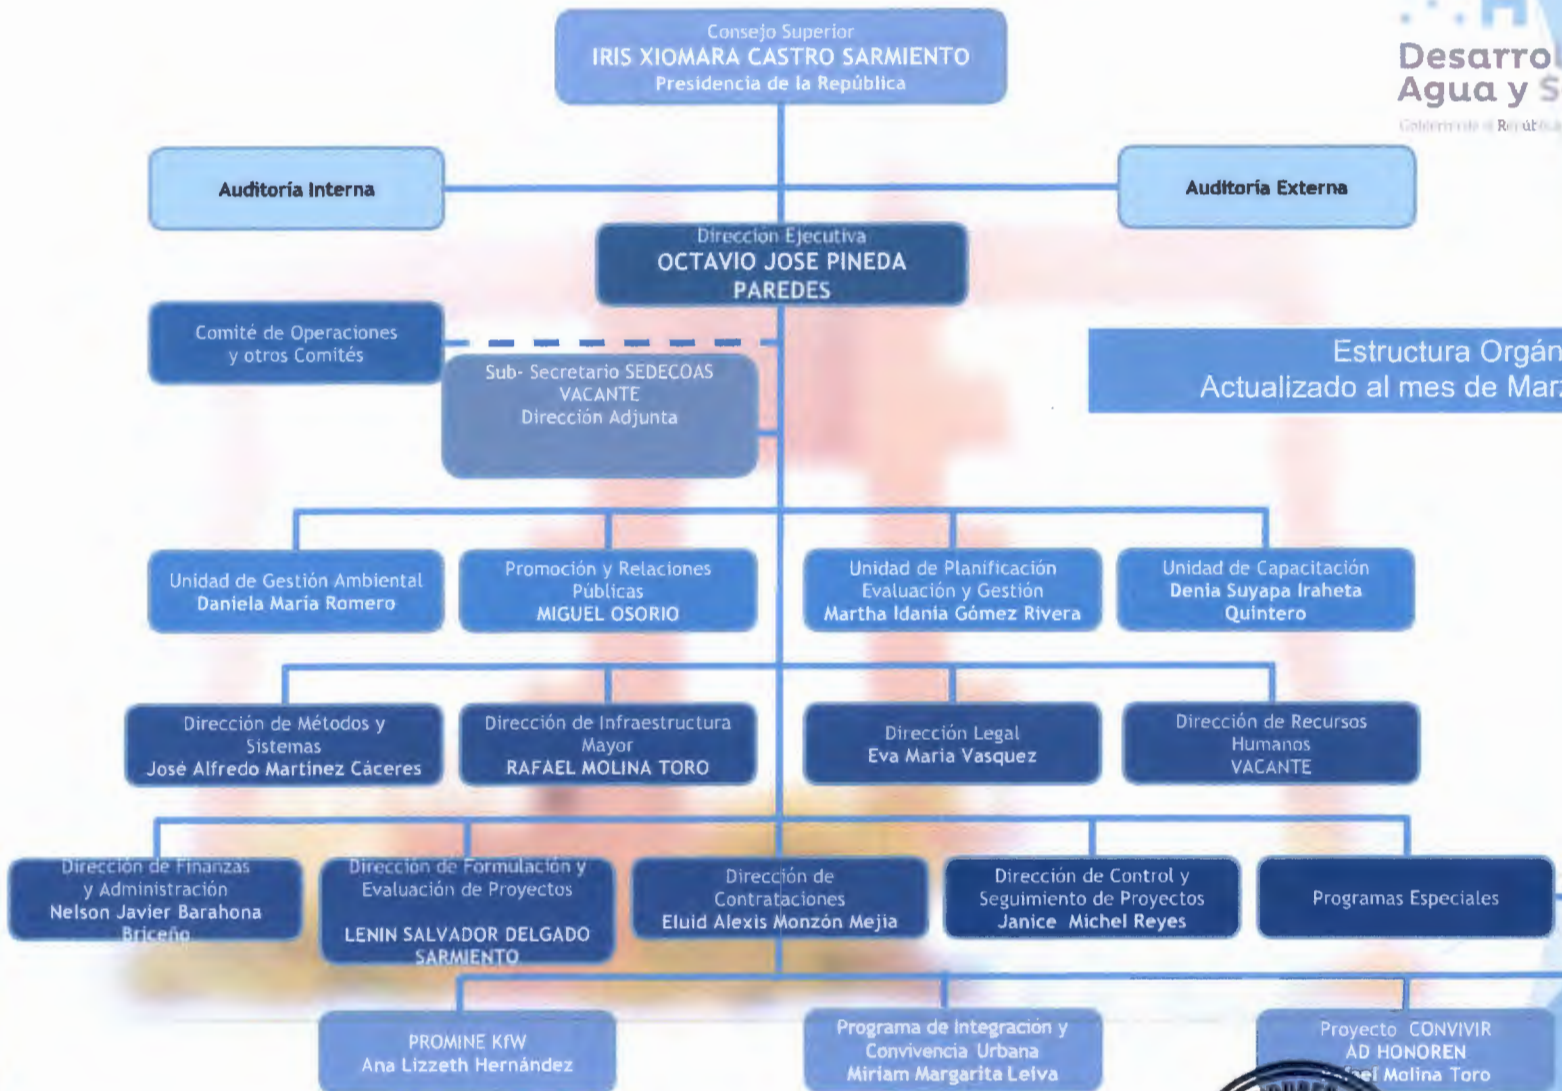 Consejo Superior
IRIS XIOMARA CASTRO SARMIENTO
Presidencia de la República
Desarro
Agua y S
Auditoría Interna
Auditoría Externa
Dirección Ejecutiva
OCTAVIO JOSE PINEDA
PAREDES
Comité de Operaciones
y otros Comités
Sub- Secretario SEDECOAS
VACANTE
Dirección Adjunta
Estructura Orgán
Actualizado al mes de Marz
Unidad de Gestión Ambiental
Daniela María Romero
Promoción y Relaciones
Públicas
MIGUEL OSORIO
Unidad de Planificación
Evaluación y Gestión
Martha Idania Gómez Rivera
Unidad de Capacitación
Denia Suyapa Iraheta
Quintero
Dirección de Métodos y
Sistemas
José Alfredo Martínez Cáceres
Dirección de Infraestructura
Mayor
RAFAEL MOLINA TORO
Dirección Legal
Eva María Vasquez
Dirección de Recursos
Humanos
VACANTE
Dirección de Finanzas
y Administración
Nelson Javier Barahona
Briceño
Dirección de Formulación y
Evaluación de Proyectos
LENIN SALVADOR DELGADO
SARMIENTO
Dirección de
Contrataciones
Eluid Alexis Monzón Mejia
Dirección de Control y
Seguimiento de Proyectos
Janice Michel Reyes
Programas Especiales
PROMINE KfW
Ana Lizzeth Hernández
Programa de Integración y
Convivencia Urbana
Miriam Margarita Leiva
Proyecto CONVIVIR
AD HONOREN
Molina Toro